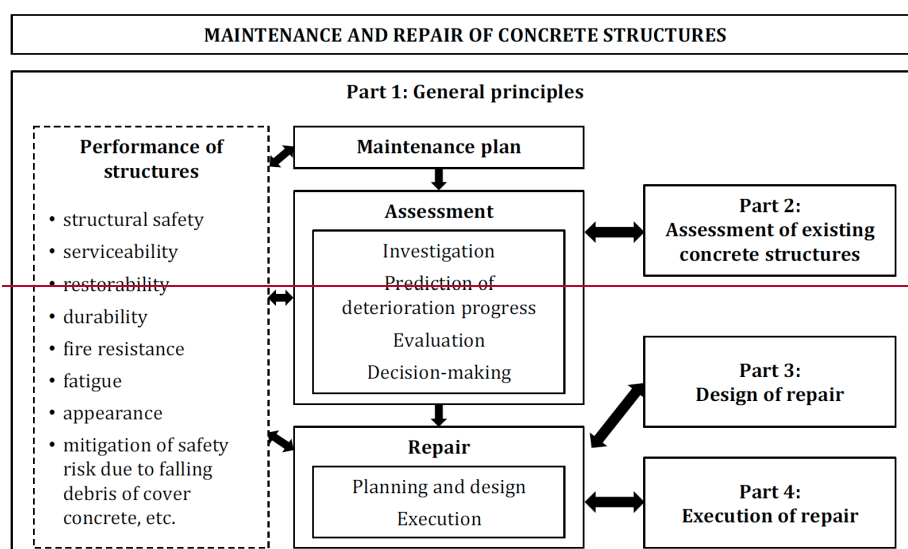 MAINTENANCE AND REPAIR OF CONCRETE STRUCTURES
Part 1: General principles
Performance of
structures
• structural safety
• serviceability
• restorability
• durability
• fire resistance
• fatigue
• appearance
• mitigation of safety
risk due to falling
debris of cover
concrete, etc.
Maintenance plan
Assessment
Investigation
Prediction of
deterioration progress
Evaluation
Decision-making
Repair
Planning and design
Execution
Part 2:
Assessment of existing
concrete structures
Part 3:
Design of repair
Part 4:
Execution of repair